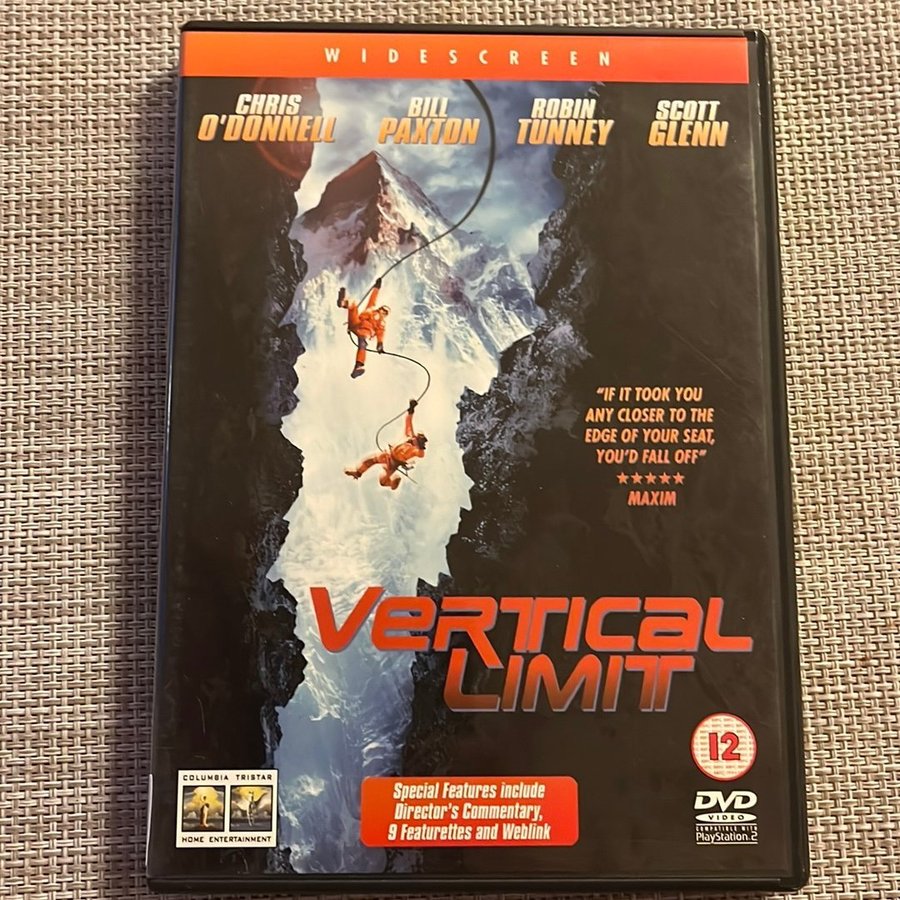 WIDESCREEN
CHRIS
O'DONNELL
BILL
PAXTON
ROBIN
TUNNEY
SCOTT
GLENN
"IF IT TOOK YOU
ANY CLOSER TO THE
EDGE OF YOUR SEAT,
YOU'D FALL OFF"
★★★★★
MAXIM
VERTICAL
LIMIT
12
COLUMBIA TRISTAR
HOME ENTERTAINMENT
Special Features include
Director's Commentary,
9 Featurettes and Weblink
DVD
VIDEO
COMPATIBLE WITH
PlayStation.2